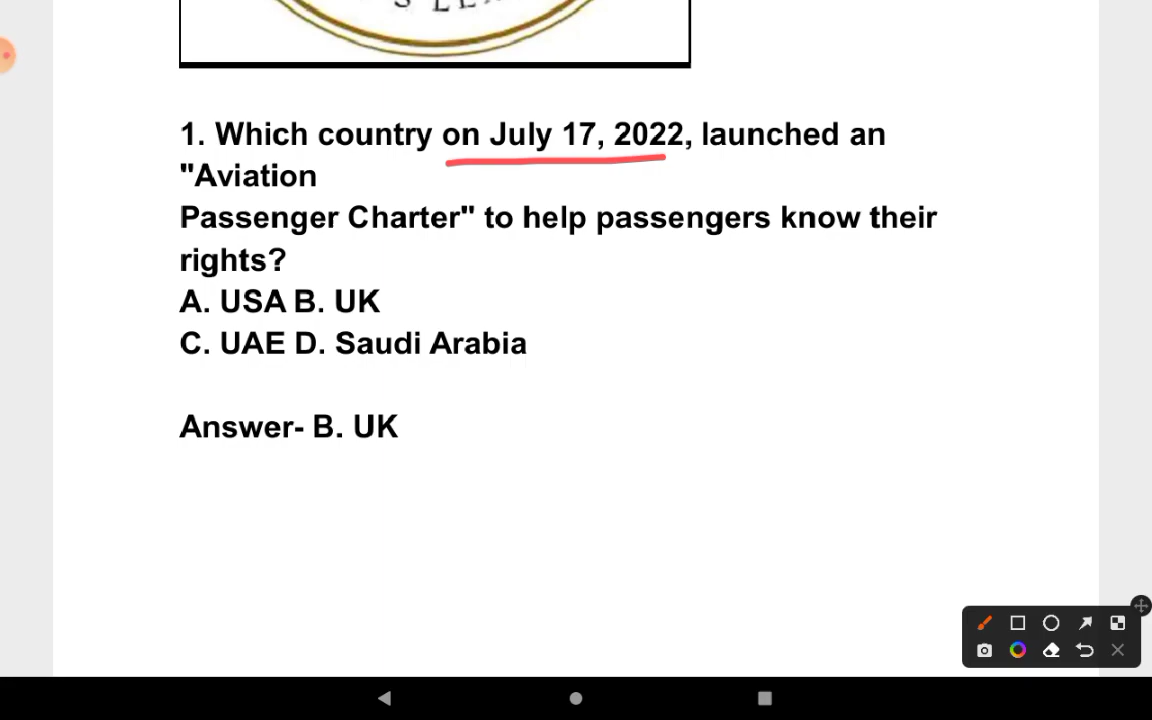 1. Which country on July 17, 2022, launched an
"Aviation
Passenger Charter" to help passengers know their
rights?
A. USA B. UK
C. UAE D. Saudi Arabia
Answer- B. UK